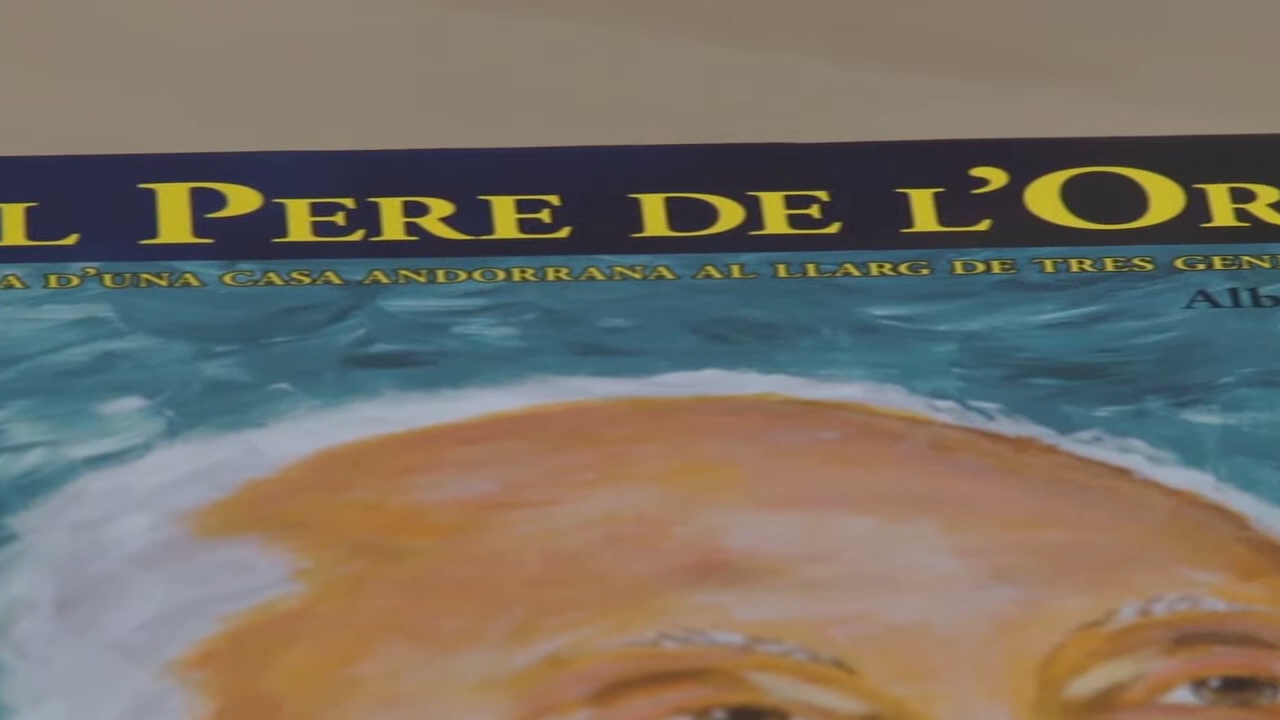 L PERE DE L'OR
A D'UNA CASA ANDORRANA AL LLARG DE TRES GEN
Alb